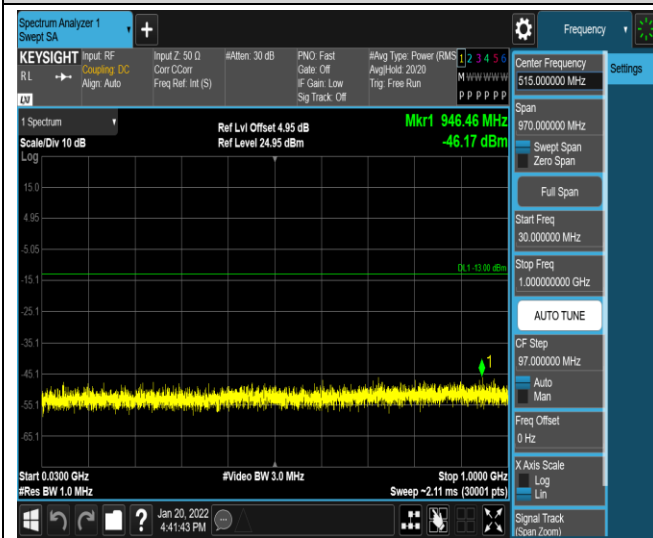 Spectrum Analyzer 1
Swept SA
+
Frequency
KEYSIGHT
RL
LXI
Input: RF
Coupling: DC
Align: Auto
Input Z: 50 Ω
Corr CCorr
Freq Ref: Int (S)
#Atten: 30 dB
PNO: Fast
Gate: Off
IF Gain: Low
Sig Track: Off
#Avg Type: Power (RMS
Avg|Hold: 20/20
Trig: Free Run
1 2 3 4 5 6
M W W W W W
P P P P P P
Center Frequency
515.000000 MHz
Settings
Span
970.000000 MHz
Swept Span
Zero Span
Full Span
Start Freq
30.000000 MHz
Stop Freq
1.000000000 GHz
AUTO TUNE
CF Step
97.000000 MHz
Auto
Man
Freq Offset
0 Hz
X Axis Scale
Log
Lin
Signal Track
(Span Zoom)
1 Spectrum
Scale/Div 10 dB
Log
Ref Lvl Offset 4.95 dB
Ref Level 24.95 dBm
Mkr1 946.46 MHz
-46.17 dBm
15.0
4.95
-5.05
DL1 -13.00 dBm
-15.1
-25.1
-35.1
1
-45.1
-55.1
-65.1
Start 0.0300 GHz
#Video BW 3.0 MHz
Stop 1.0000 GHz
#Res BW 1.0 MHz
Sweep ~2.11 ms (30001 pts)
?
Jan 20, 2022
4:41:43 PM